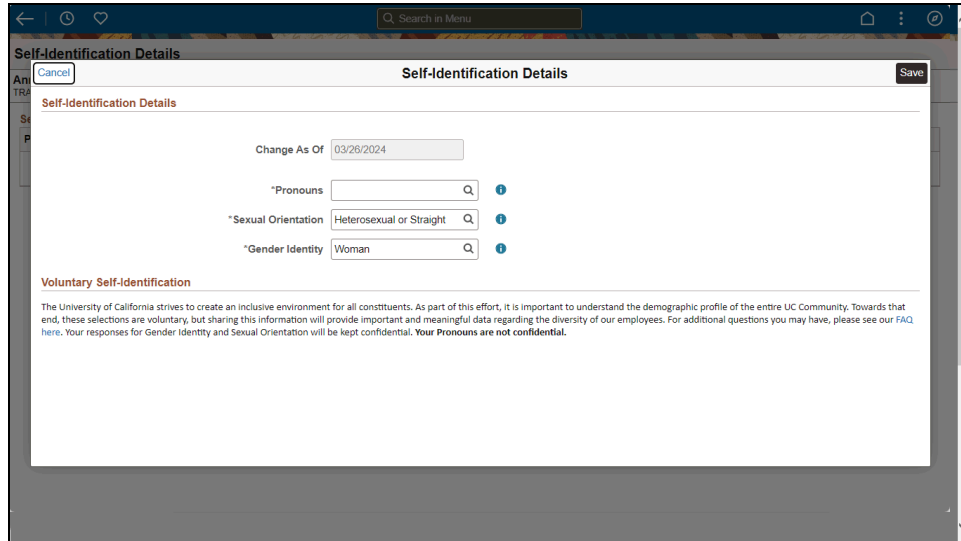 Search in Menu
Self-Identification Details
Cancel
Self-Identification Details
Save
Self-Identification Details
Change As Of 03/26/2024
*Pronouns
*Sexual Orientation Heterosexual or Straight
*Gender Identity Woman
Voluntary Self-Identification
The University of California strives to create an inclusive environment for all constituents. As part of this effort, it is important to understand the demographic profile of the entire UC Community. Towards that
end, these selections are voluntary, but sharing this information will provide important and meaningful data regarding the diversity of our employees. For additional questions you may have, please see our FAQ
here. Your responses for Gender Identity and Sexual Orientation will be kept confidential. Your Pronouns are not confidential.